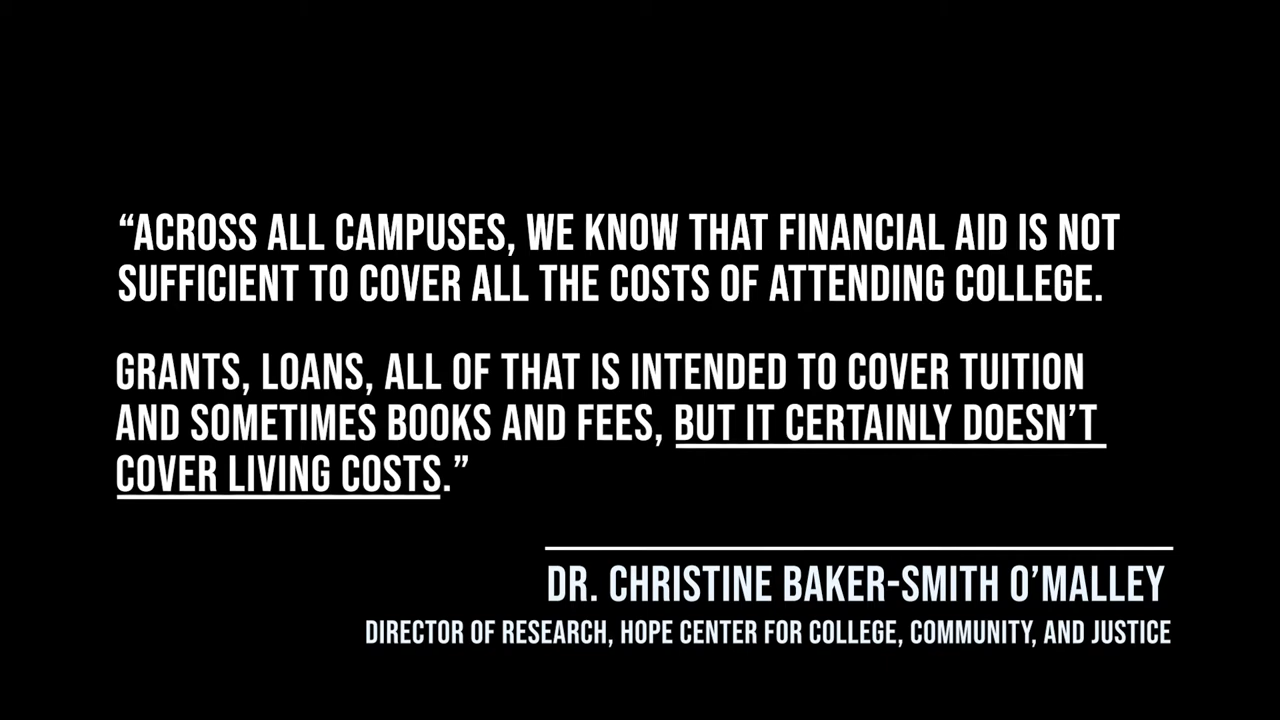 “ACROSS ALL CAMPUSES, WE KNOW THAT FINANCIAL AID IS NOT
SUFFICIENT TO COVER ALL THE COSTS OF ATTENDING COLLEGE.
GRANTS, LOANS, ALL OF THAT IS INTENDED TO COVER TUITION
AND SOMETIMES BOOKS AND FEES, BUT IT CERTAINLY DOESN’T
COVER LIVING COSTS.”
DR. CHRISTINE BAKER-SMITH O’MALLEY
DIRECTOR OF RESEARCH, HOPE CENTER FOR COLLEGE, COMMUNITY, AND JUSTICE